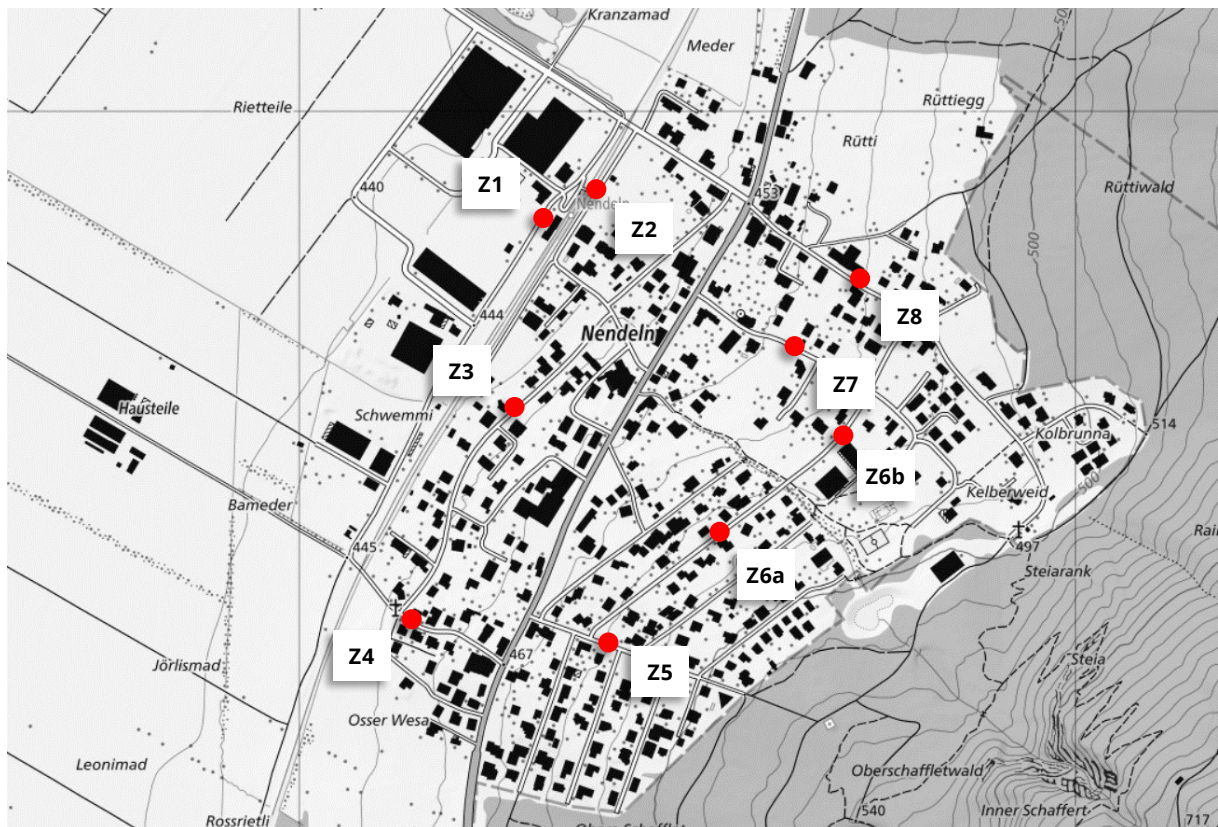 Kranzamad
Meder
Rietteile
Rüttiegg
Rütti
440
Z1
453
Rüttiwald
Nendeln
Z2
500
444
Z8
Nendeln
Z3
Z7
Hausteile
Schwemmi
514
Kolbrunna
Z6b
500
Kelberweid
Bameder
445
497
Z6a
Steiarank
Z4
467
Jörlismad
Z5
Steia
Osser Wesa
Leonimad
Oberschaffletwald
Inner Schaffert
540
717
Rossrietli